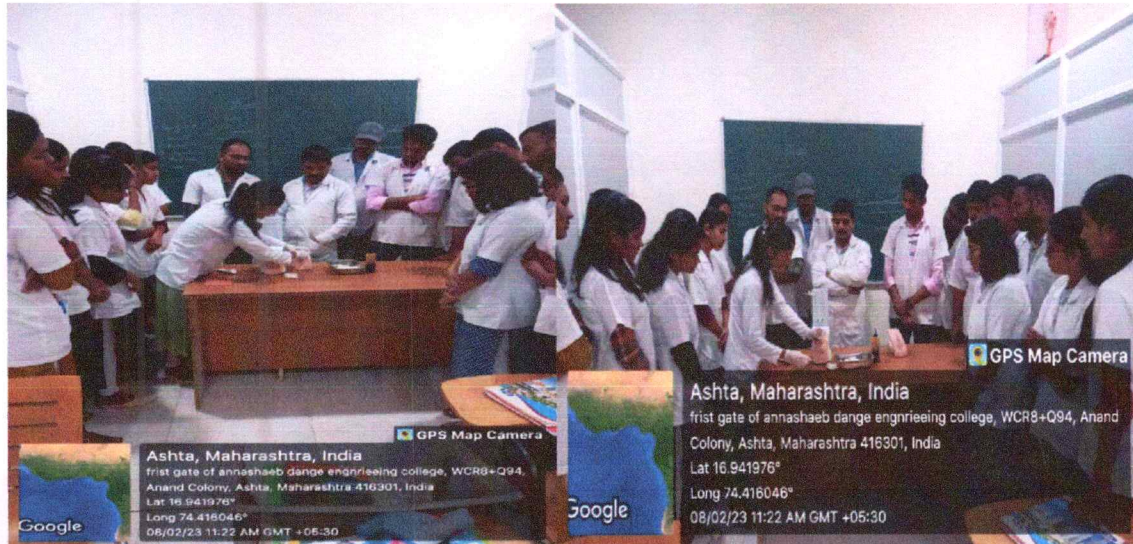 GPS Map Camera
Ashta, Maharashtra, India
frist gate of annashaeb dange engnrieeing college, WCR8+Q94,
Anand Colony, Ashta, Maharashtra 416301, India
Lat 16.941976°
Long 74.416046°
08/02/23 11:22 AM GMT +05:30
Google
GPS Map Camera
Ashta, Maharashtra, India
frist gate of annashaeb dange engnrieeing college, WCR8+Q94, Anand
Colony, Ashta, Maharashtra 416301, India
Lat 16.941976°
Long 74.416046°
08/02/23 11:22 AM GMT +05:30
Google